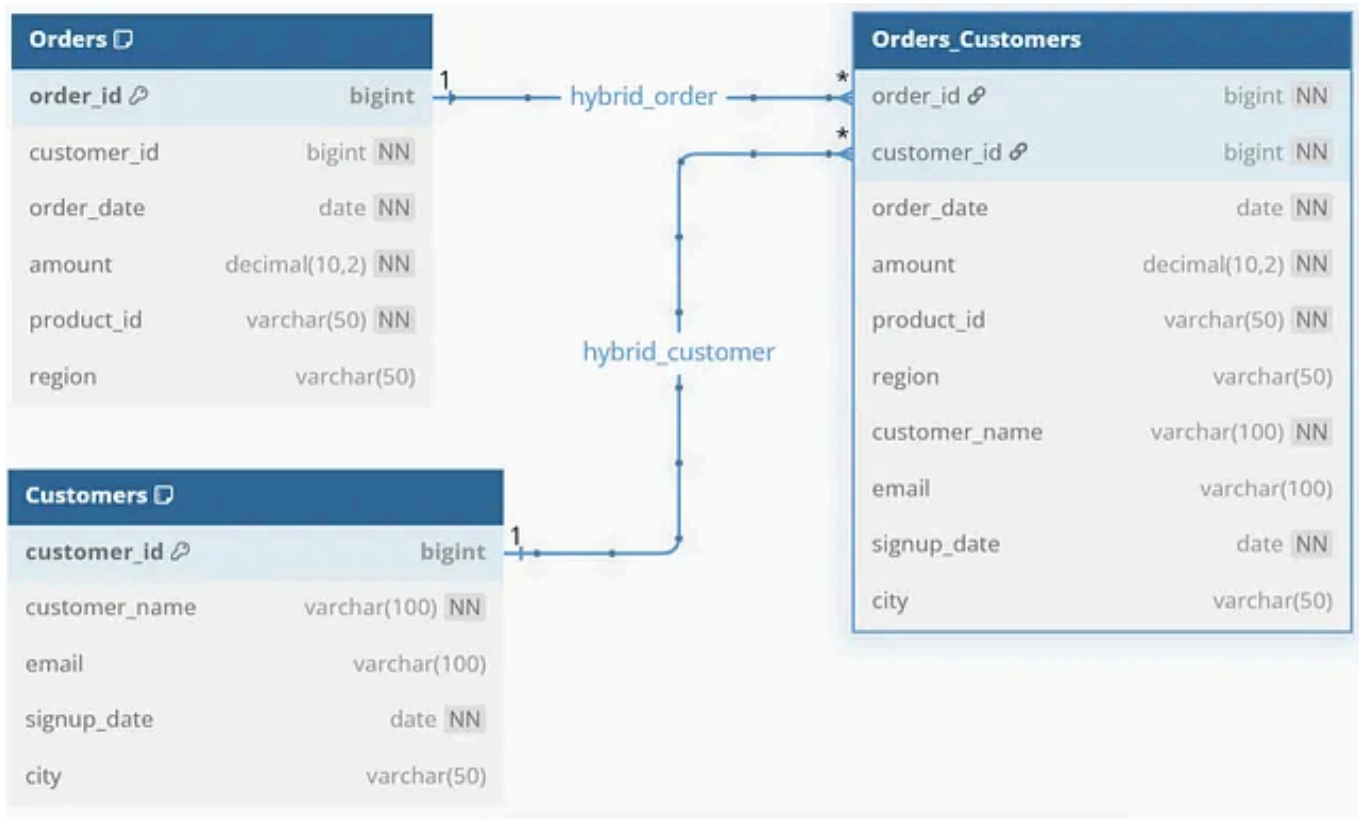 Orders
order_id bigint
customer_id bigint NN
order_date date NN
amount decimal(10,2) NN
product_id varchar(50) NN
region varchar(50)
1
hybrid_order
*
*
hybrid_customer
1
Customers
customer_id bigint
customer_name varchar(100) NN
email varchar(100)
signup_date date NN
city varchar(50)
Orders_Customers
order_id bigint NN
customer_id bigint NN
order_date date NN
amount decimal(10,2) NN
product_id varchar(50) NN
region varchar(50)
customer_name varchar(100) NN
email varchar(100)
signup_date date NN
city varchar(50)